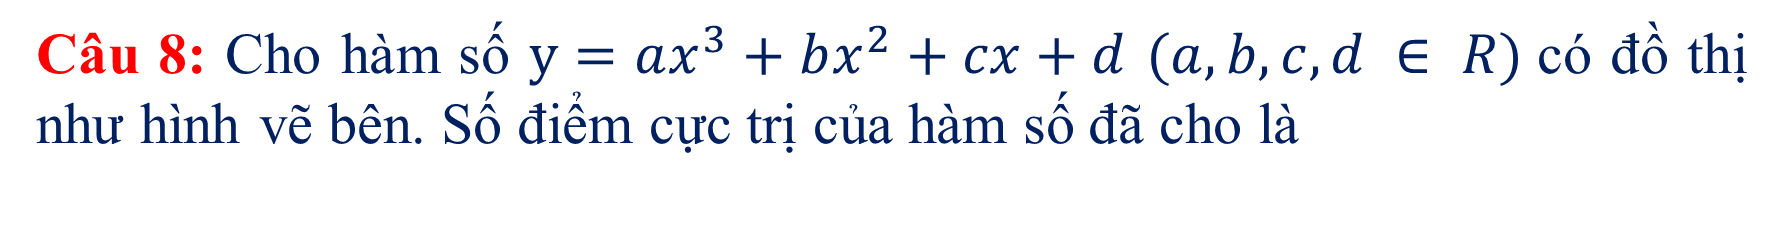 Câu 8: Cho hàm số y = ax³ + bx² + cx + d (a, b, c, d ∈ R) có đồ thị
như hình vẽ bên. Số điểm cực trị của hàm số đã cho là